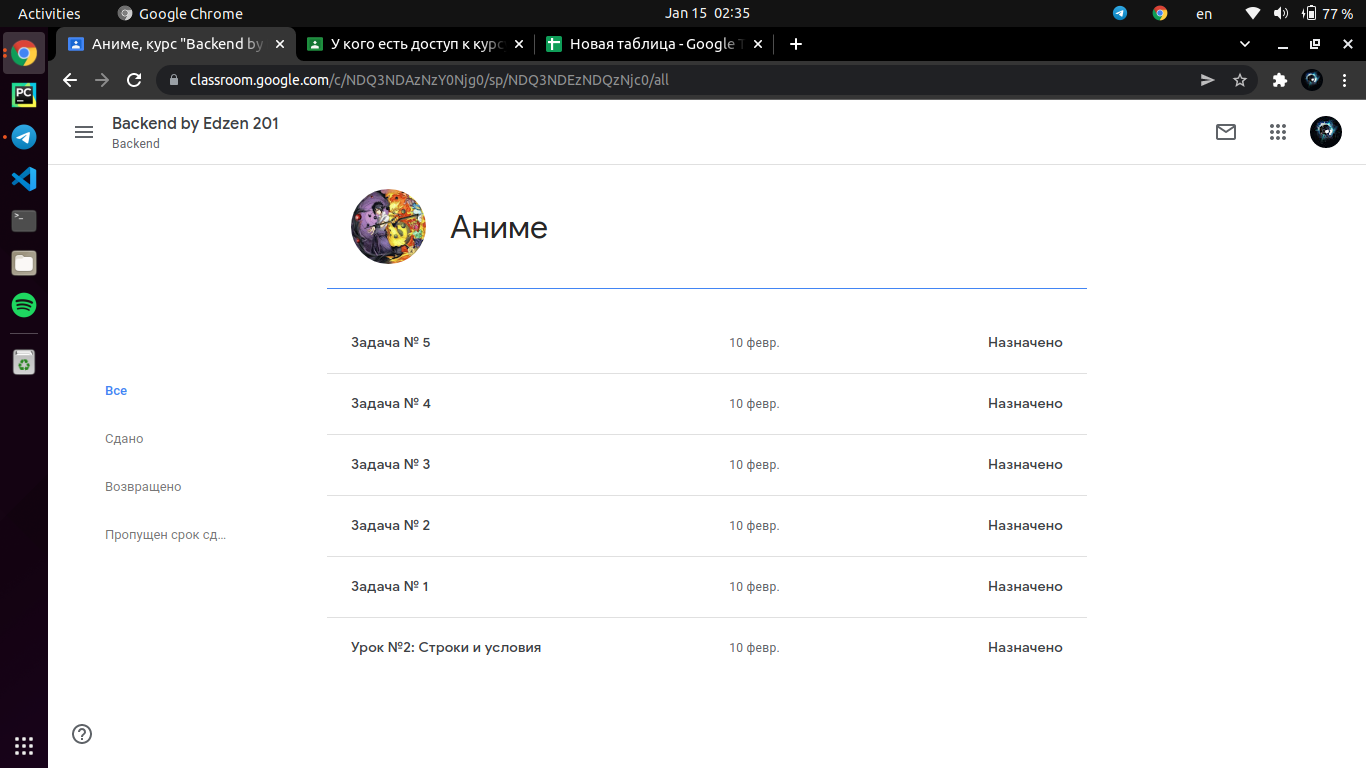 Activities Google Chrome Jan 15 02:35 en 77 %
Аниме, курс "Backend by У кого есть доступ к курс Новая таблица - Google Т
classroom.google.com/c/NDQ3NDAzNzY0Njg0/sp/NDQ3NDEzNDQzNjc0/all
Backend by Edzen 201
Backend
Аниме
Все
Сдано
Возвращено
Пропущен срок сд...
Задача № 5 10 февр. Назначено
Задача № 4 10 февр. Назначено
Задача № 3 10 февр. Назначено
Задача № 2 10 февр. Назначено
Задача № 1 10 февр. Назначено
Урок №2: Строки и условия 10 февр. Назначено
PC